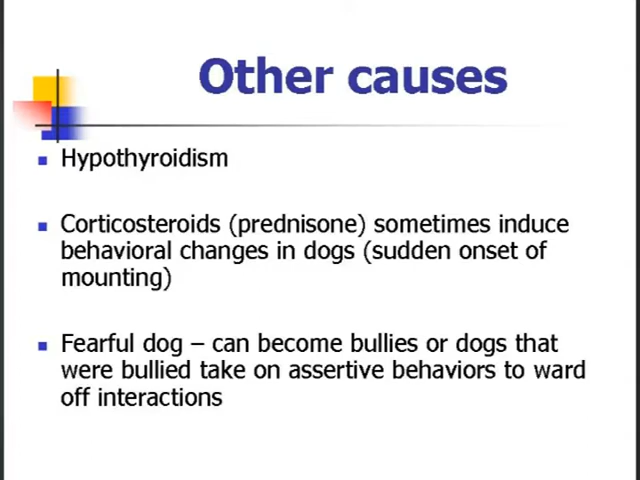 Other causes
Hypothyroidism
Corticosteroids (prednisone) sometimes induce
behavioral changes in dogs (sudden onset of
mounting)
Fearful dog – can become bullies or dogs that
were bullied take on assertive behaviors to ward
off interactions